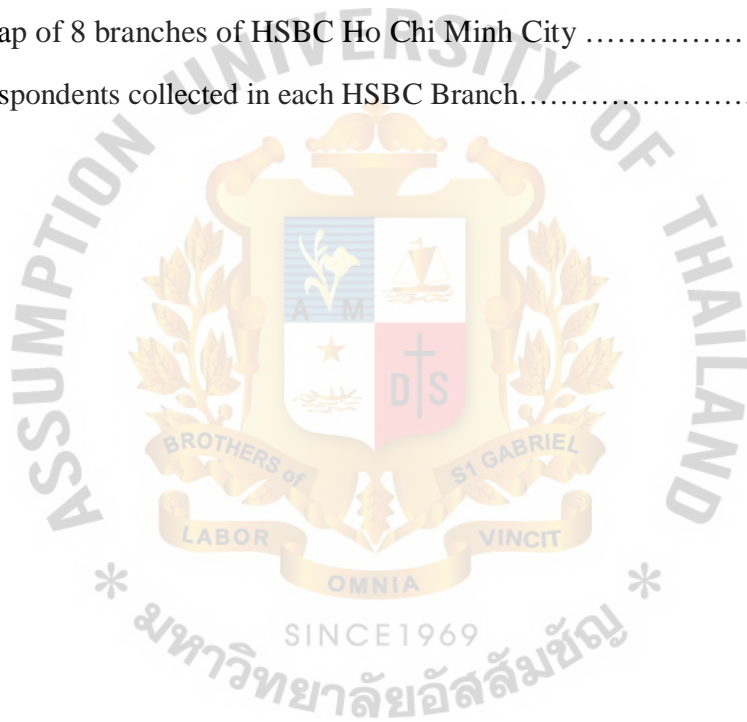 ap of 8 branches of HSBC Ho Chi Minh City ……………
spondents collected in each HSBC Branch……………………
ASSUMPTION UNIVERSITY OF THAILAND
A M
D S
BROTHERS of
S1 GABRIEL
LABOR
VINCIT
OMNIA
* SINCE1969 *
มหาวิทยาลัยอัสสัมชัญ